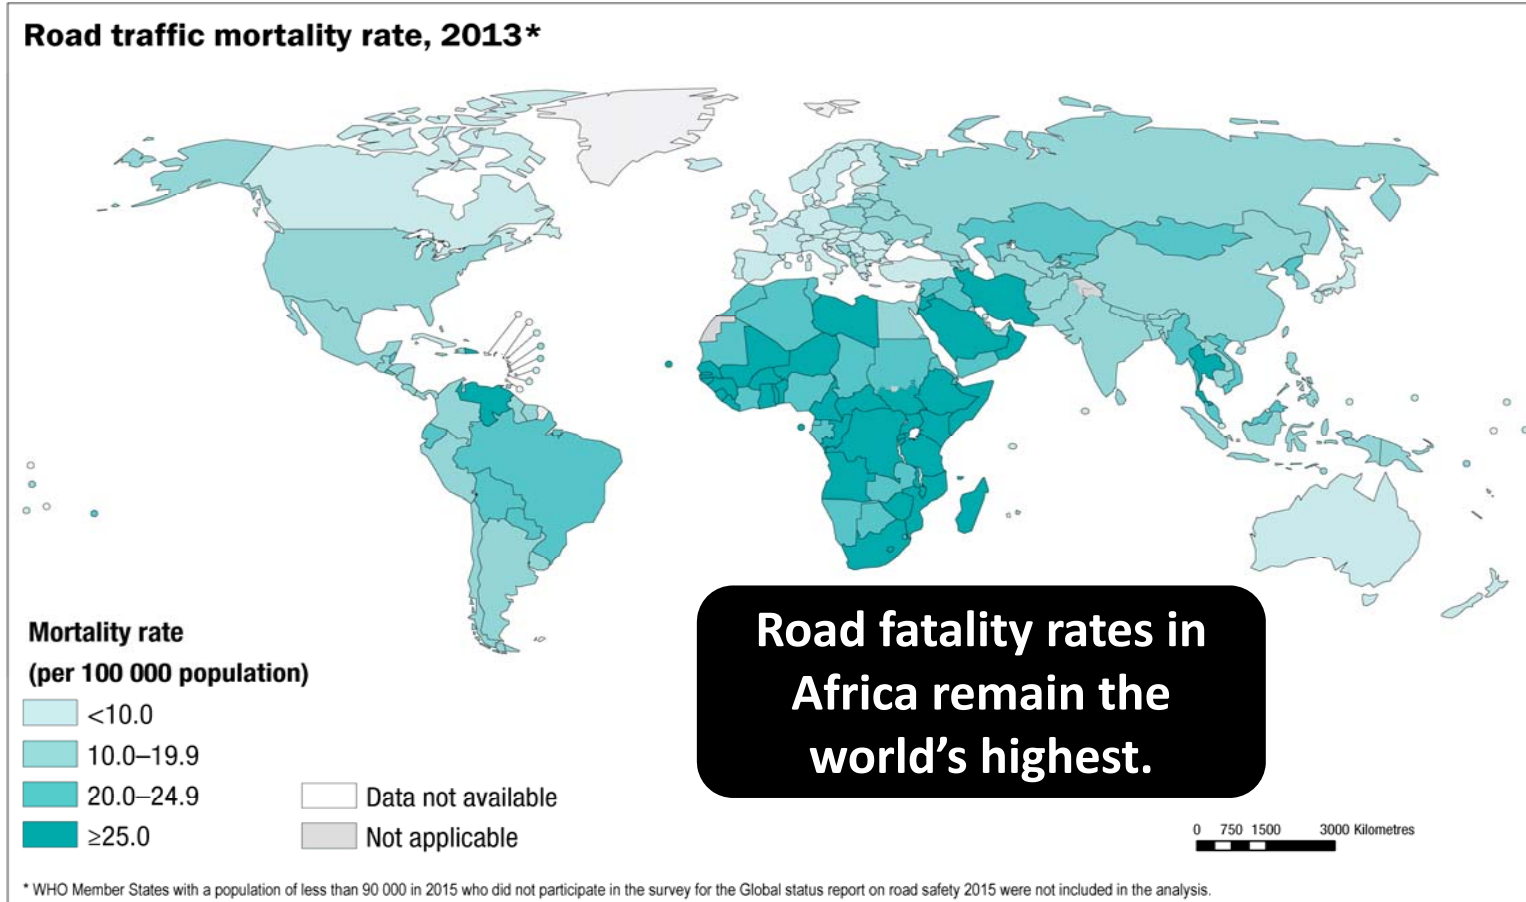 Road traffic mortality rate, 2013*
Road fatality rates in
Africa remain the
world’s highest.
Mortality rate
(per 100 000 population)
<10.0
10.0–19.9
20.0–24.9
≥25.0
Data not available
Not applicable
0 750 1500 3000 Kilometres
* WHO Member States with a population of less than 90 000 in 2015 who did not participate in the survey for the Global status report on road safety 2015 were not included in the analysis.